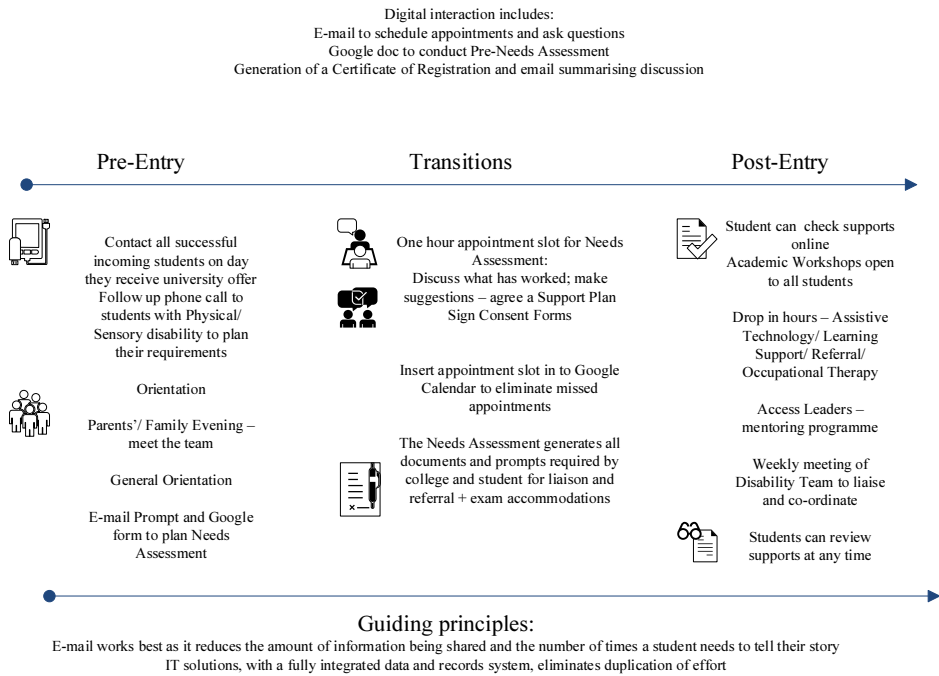 Digital interaction includes:
E-mail to schedule appointments and ask questions
Google doc to conduct Pre-Needs Assessment
Generation of a Certificate of Registration and email summarising discussion
Pre-Entry
Transitions
Post-Entry
Contact all successful
incoming students on day
they receive university offer
Follow up phone call to
students with Physical/
Sensory disability to plan
their requirements
Orientation
Parents’/ Family Evening –
meet the team
General Orientation
E-mail Prompt and Google
form to plan Needs
Assessment
One hour appointment slot for Needs
Assessment:
Discuss what has worked; make
suggestions – agree a Support Plan
Sign Consent Forms
Insert appointment slot in to Google
Calendar to eliminate missed
appointments
The Needs Assessment generates all
documents and prompts required by
college and student for liaison and
referral + exam accommodations
Student can check supports
online
Academic Workshops open
to all students
Drop in hours – Assistive
Technology/ Learning
Support/ Referral/
Occupational Therapy
Access Leaders –
mentoring programme
Weekly meeting of
Disability Team to liaise
and co-ordinate
Students can review
supports at any time
Guiding principles:
E-mail works best as it reduces the amount of information being shared and the number of times a student needs to tell their story
IT solutions, with a fully integrated data and records system, eliminates duplication of effort